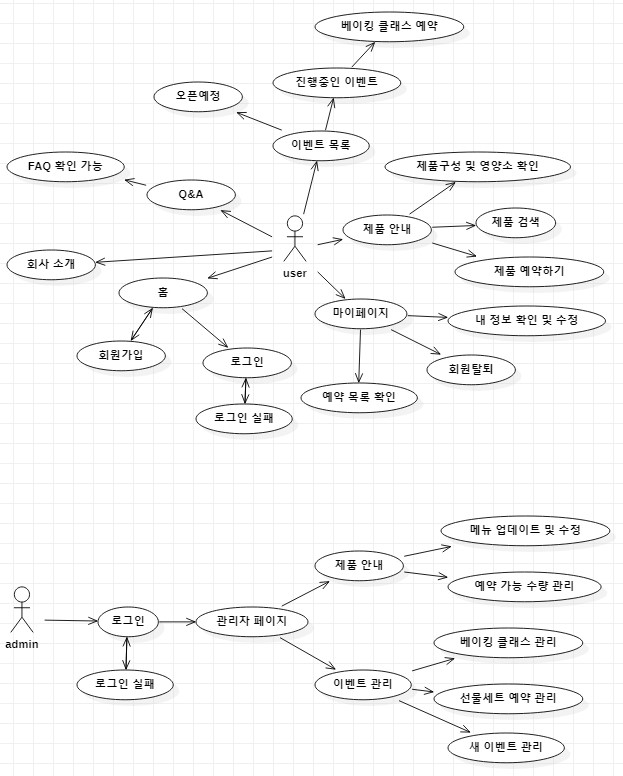 베이킹 클래스 예약
진행중인 이벤트
오픈예정
이벤트 목록
FAQ 확인 가능
제품구성 및 영양소 확인
Q&A
제품 안내
제품 검색
회사 소개
user
제품 예약하기
홈
마이페이지
내 정보 확인 및 수정
회원가입
로그인
회원탈퇴
예약 목록 확인
로그인 실패
메뉴 업데이트 및 수정
제품 안내
예약 가능 수량 관리
로그인
관리자 페이지
admin
베이킹 클래스 관리
로그인 실패
이벤트 관리
선물세트 예약 관리
새 이벤트 관리